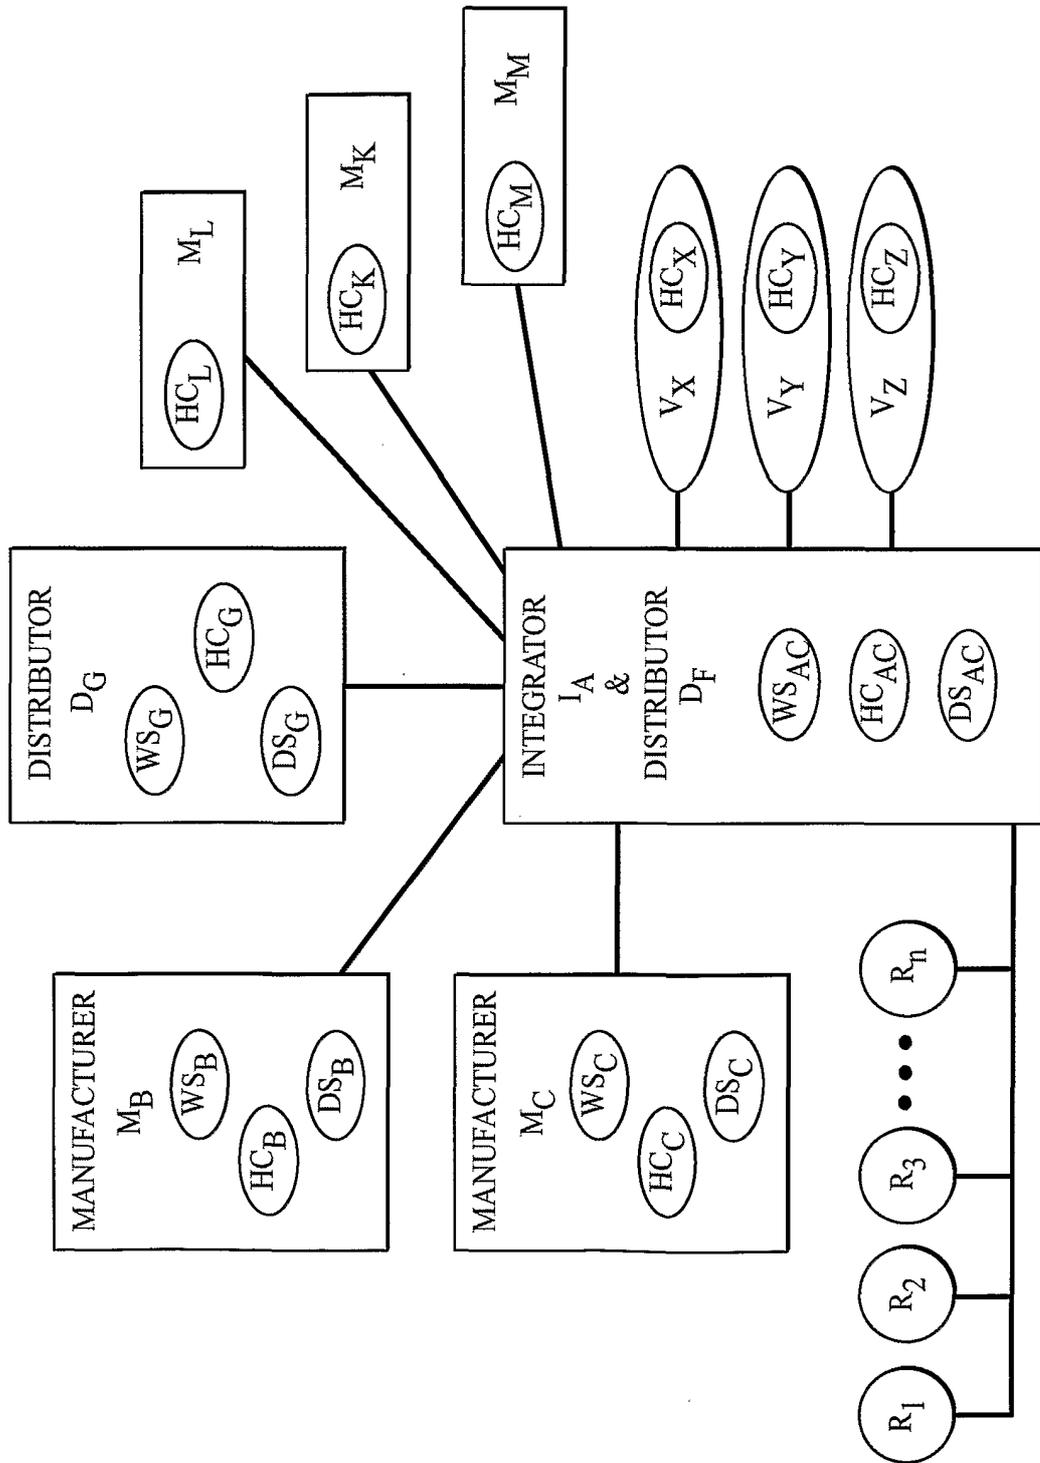 MANUFACTURER
M_B
WS_B
HC_B
DS_B
MANUFACTURER
M_C
WS_C
HC_C
DS_C
R_1
R_2
R_3
R_n
DISTRIBUTOR
D_G
WS_G
HC_G
DS_G
INTEGRATOR
I_A
&
DISTRIBUTOR
D_F
WS_AC
HC_AC
DS_AC
HC_L M_L
HC_K M_K
HC_M M_M
V_X HC_X
V_Y HC_Y
V_Z HC_Z